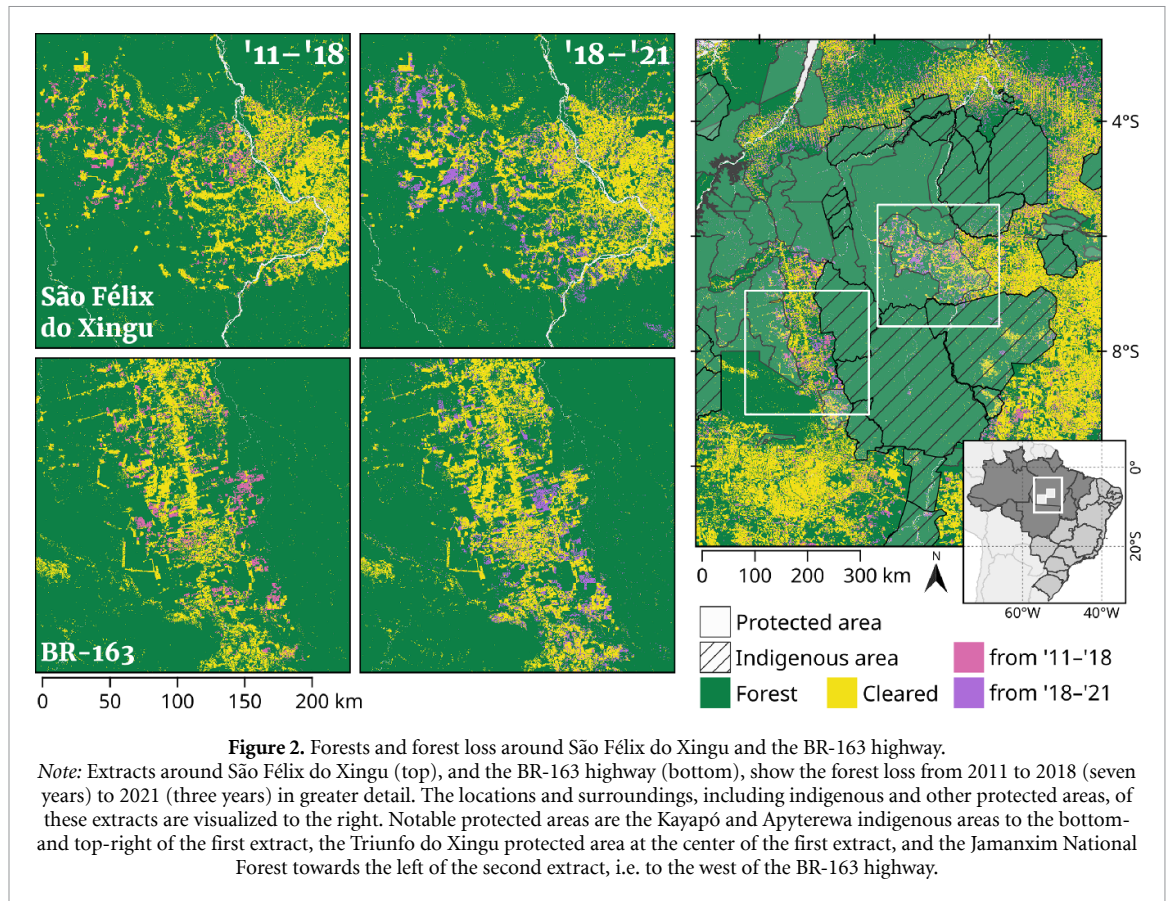 '11–'18
'18–'21
São Félix
do Xingu
BR-163
0 50 100 150 200 km
4°S
8°S
0 100 200 300 km
N
0°
20°S
60°W 40°W
Protected area
Indigenous area
from '11–'18
Forest
Cleared
from '18–'21
Figure 2. Forests and forest loss around São Félix do Xingu and the BR-163 highway.
Note: Extracts around São Félix do Xingu (top), and the BR-163 highway (bottom), show the forest loss from 2011 to 2018 (seven
years) to 2021 (three years) in greater detail. The locations and surroundings, including indigenous and other protected areas, of
these extracts are visualized to the right. Notable protected areas are the Kayapó and Apyterewa indigenous areas to the bottom-
and top-right of the first extract, the Triunfo do Xingu protected area at the center of the first extract, and the Jamanxim National
Forest towards the left of the second extract, i.e. to the west of the BR-163 highway.